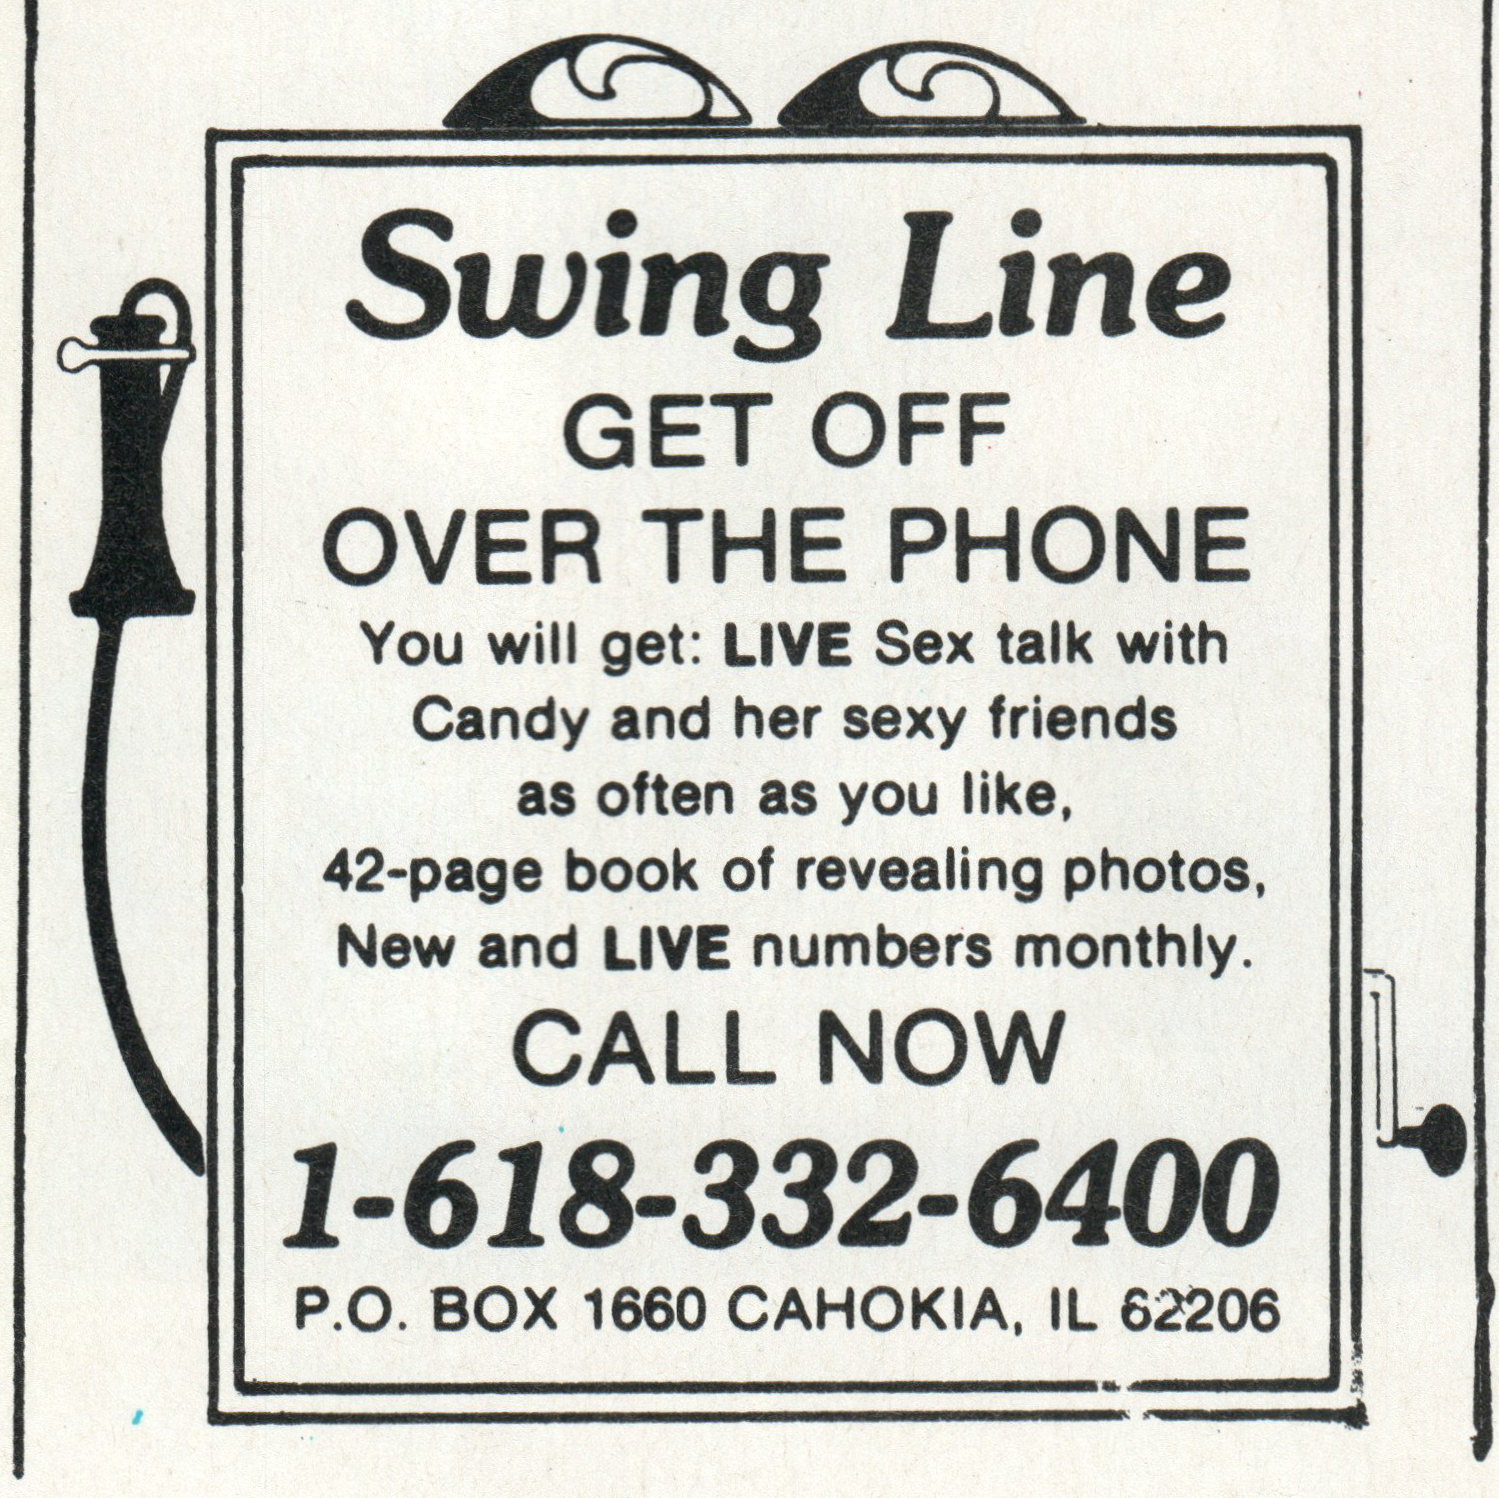 Swing Line
GET OFF
OVER THE PHONE
You will get: LIVE Sex talk with
Candy and her sexy friends
as often as you like,
42-page book of revealing photos,
New and LIVE numbers monthly.
CALL NOW
1-618-332-6400
P.O. BOX 1660 CAHOKIA, IL 62206